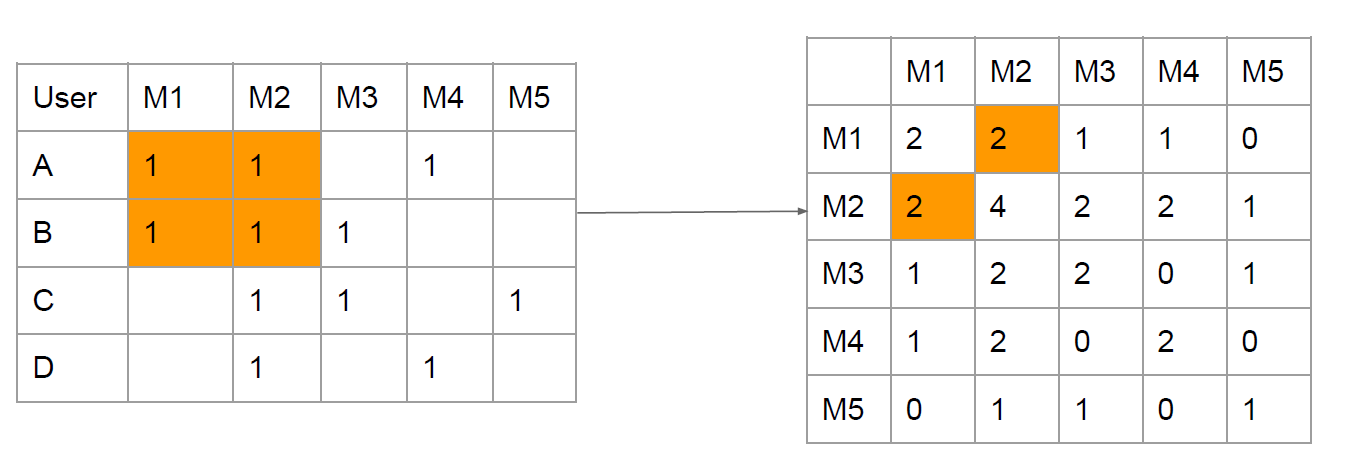 User M1 M2 M3 M4 M5
A 1 1 1
B 1 1 1
C 1 1 1
D 1 1
M1 M2 M3 M4 M5
M1 2 2 1 1 0
M2 2 4 2 2 1
M3 1 2 2 0 1
M4 1 2 0 2 0
M5 0 1 1 0 1